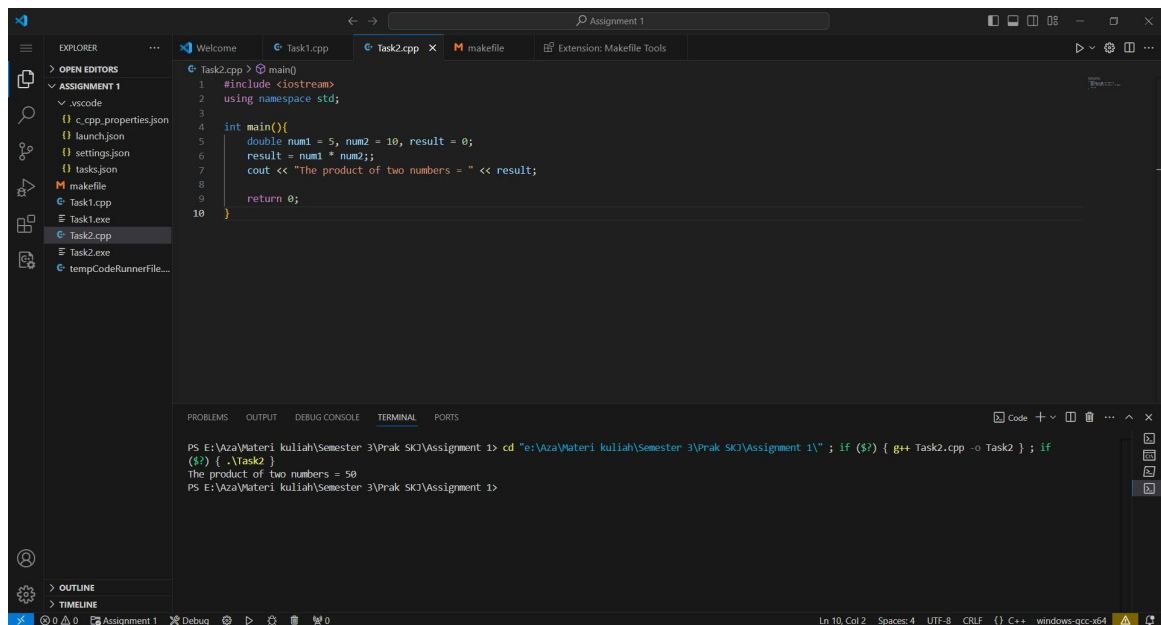 Assignment 1
EXPLORER
Welcome
Task1.cpp
Task2.cpp
makefile
Extension: Makefile Tools
OPEN EDITORS
ASSIGNMENT 1
.vscode
c_cpp_properties.json
launch.json
settings.json
tasks.json
makefile
Task1.cpp
Task1.exe
Task2.cpp
Task2.exe
tempCodeRunnerFile....
OUTLINE
TIMELINE
Task2.cpp > main()
1 #include <iostream>
2 using namespace std;
3
4 int main(){
5 double num1 = 5, num2 = 10, result = 0;
6 result = num1 * num2;;
7 cout << "The product of two numbers = " << result;
8
9 return 0;
10 }
PROBLEMS OUTPUT DEBUG CONSOLE TERMINAL PORTS
Code
PS E:\Aza\Materi kuliah\Semester 3\Prak SKJ\Assignment 1> cd "e:\Aza\Materi kuliah\Semester 3\Prak SKJ\Assignment 1\" ; if ($?) { g++ Task2.cpp -o Task2 } ; if
($?) { .\Task2 }
The product of two numbers = 50
PS E:\Aza\Materi kuliah\Semester 3\Prak SKJ\Assignment 1>
0 0 Assignment 1 Debug 0
Ln 10, Col 2 Spaces: 4 UTF-8 CRLF {} C++ windows-gcc-x64